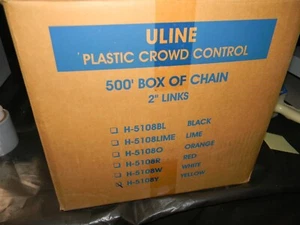 ULINE
PLASTIC CROWD CONTROL
500' BOX OF CHAIN
2" LINKS
H-5108BL BLACK
H-5108LIME LIME
H-5108O ORANGE
H-5108R RED
H-5108W WHITE
H-5108Y YELLOW